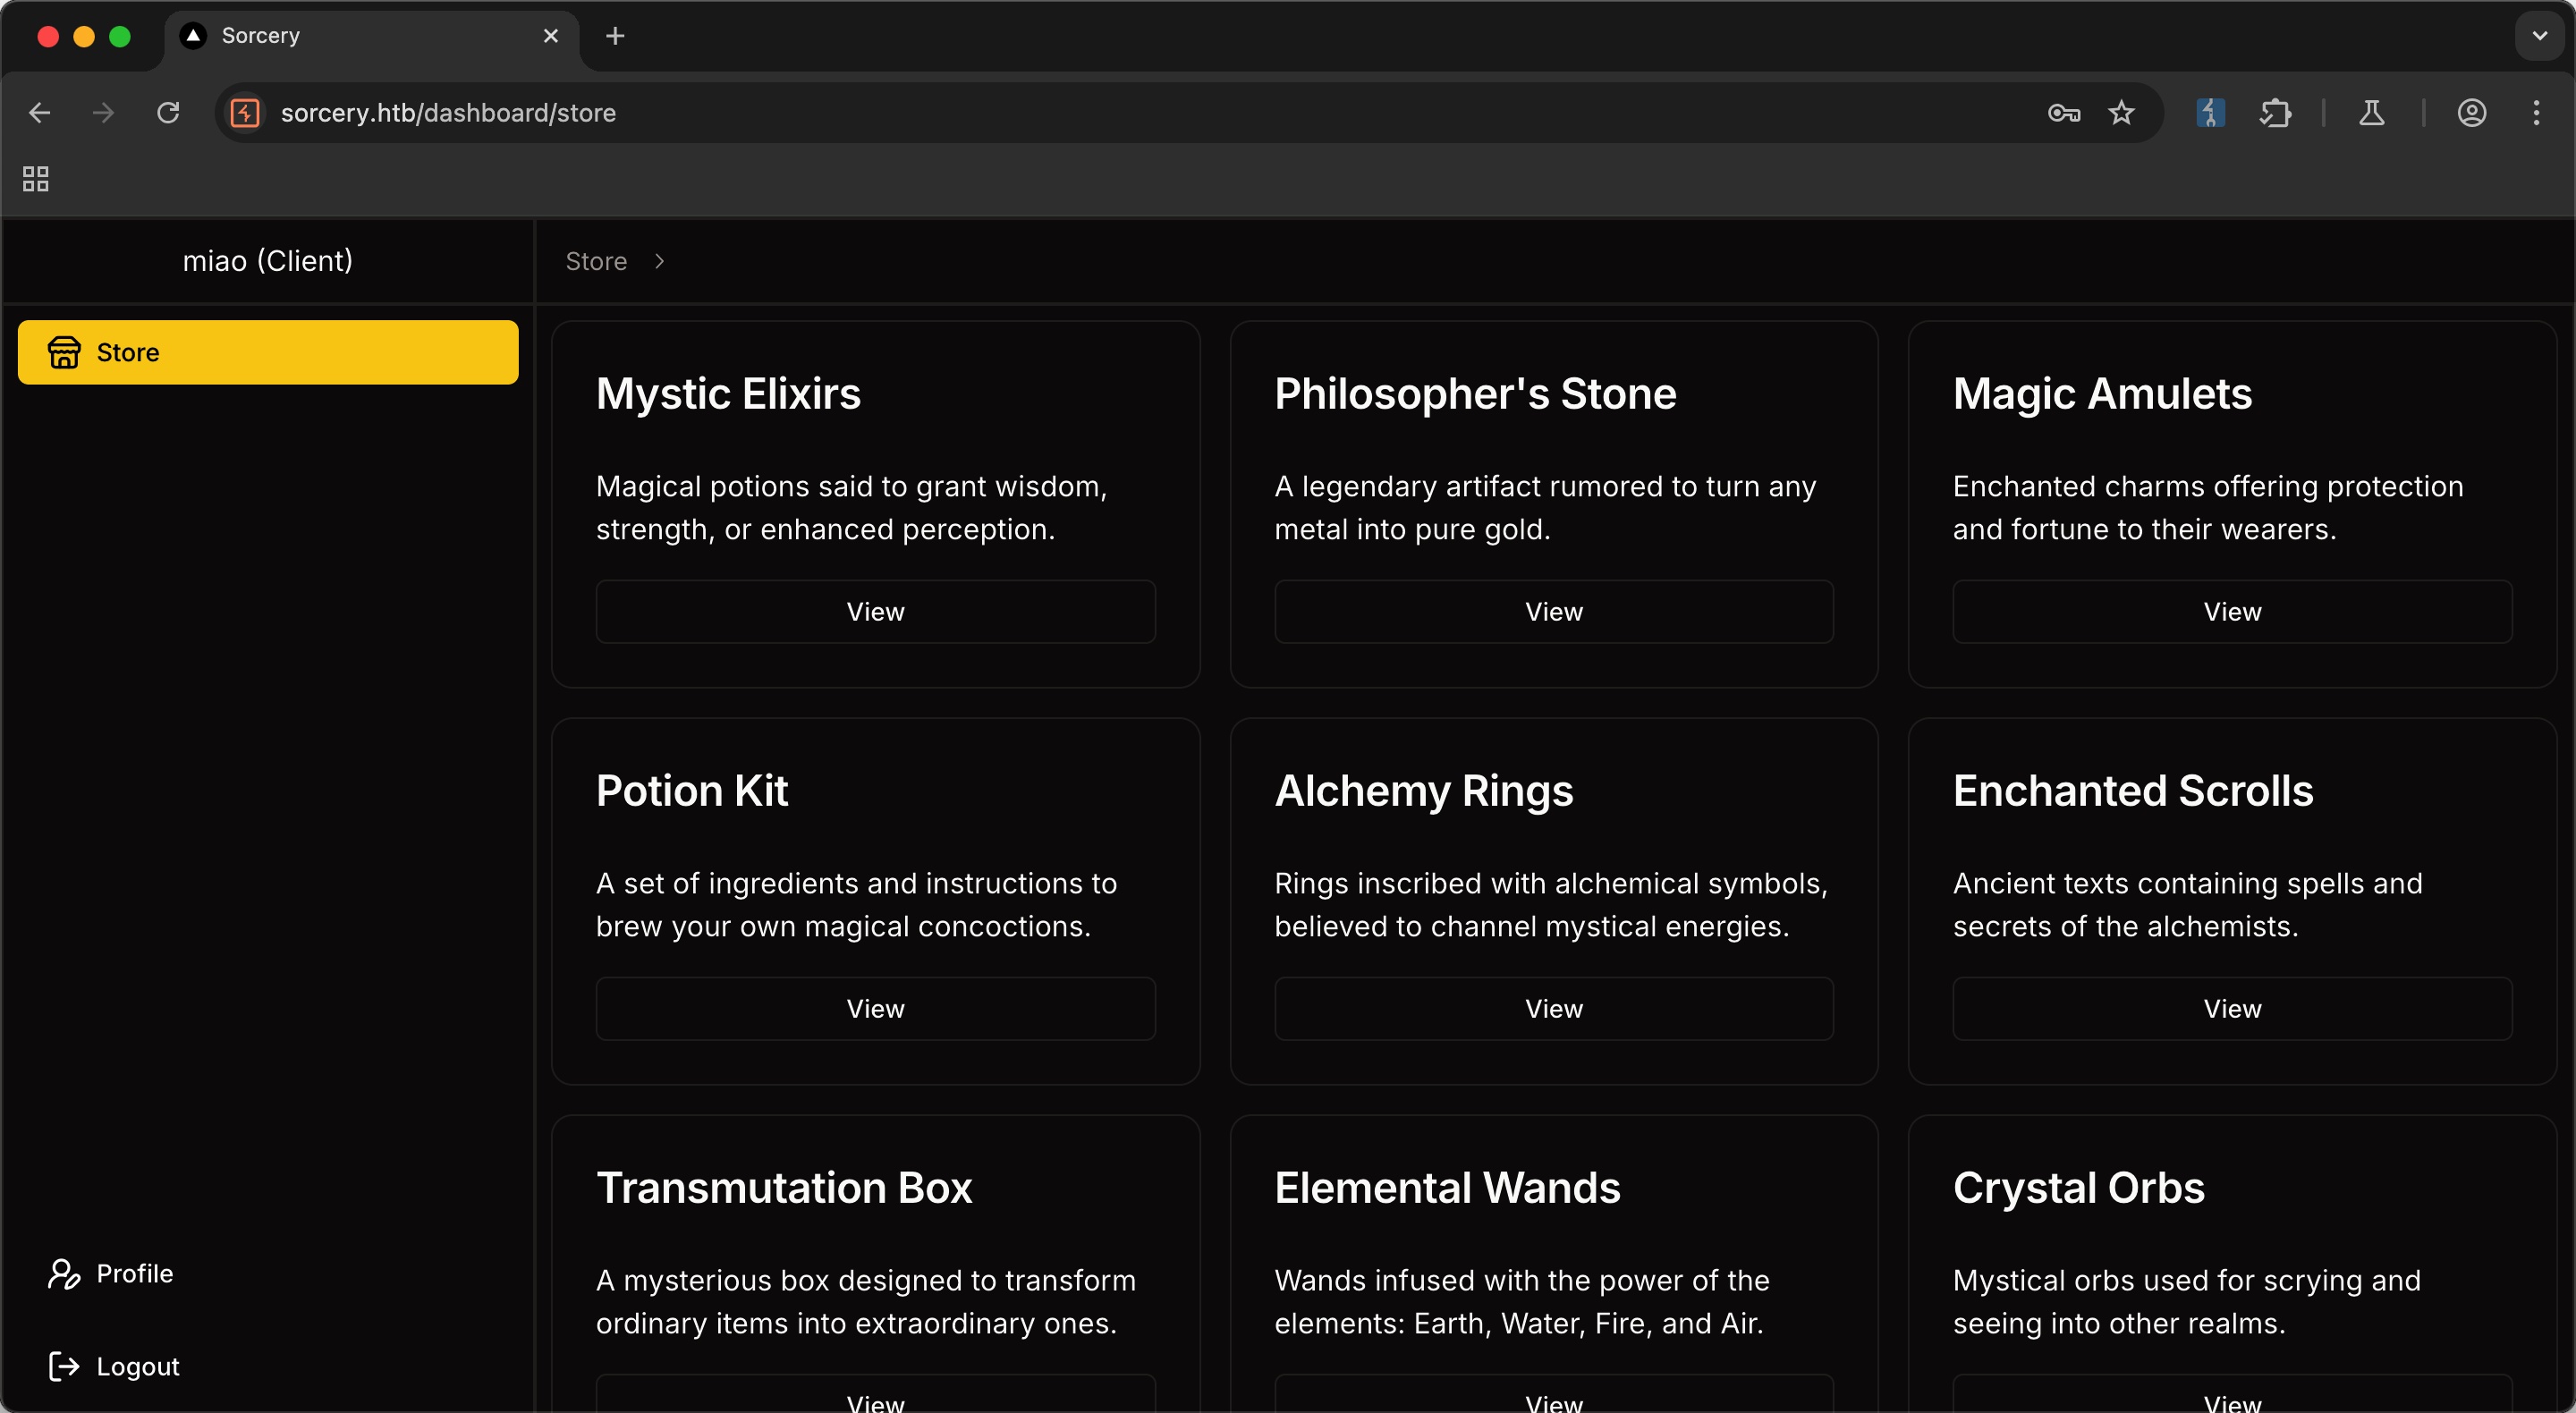 Sorcery
sorcery.htb/dashboard/store
miao (Client)
Store
Store
Mystic Elixirs
Magical potions said to grant wisdom,
strength, or enhanced perception.
View
Philosopher's Stone
A legendary artifact rumored to turn any
metal into pure gold.
View
Magic Amulets
Enchanted charms offering protection
and fortune to their wearers.
View
Potion Kit
A set of ingredients and instructions to
brew your own magical concoctions.
View
Alchemy Rings
Rings inscribed with alchemical symbols,
believed to channel mystical energies.
View
Enchanted Scrolls
Ancient texts containing spells and
secrets of the alchemists.
View
Transmutation Box
A mysterious box designed to transform
ordinary items into extraordinary ones.
View
Elemental Wands
Wands infused with the power of the
elements: Earth, Water, Fire, and Air.
View
Crystal Orbs
Mystical orbs used for scrying and
seeing into other realms.
View
Profile
Logout